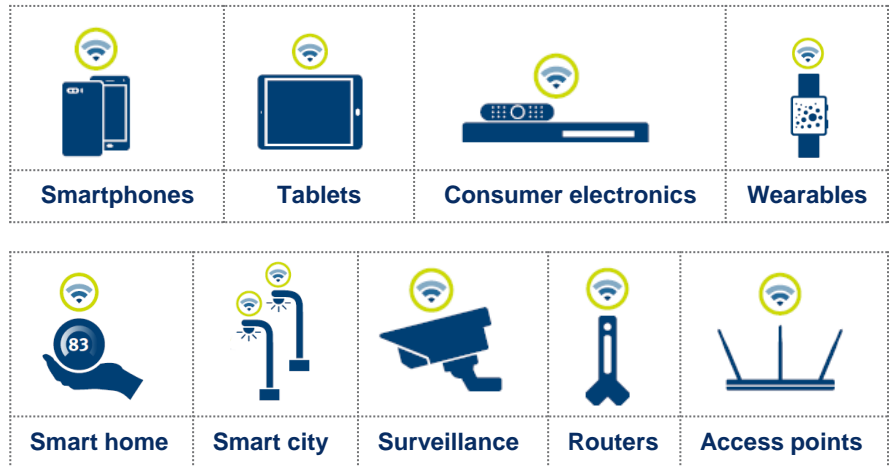 Smartphones
Tablets
Consumer electronics
Wearables
83
Smart home
Smart city
Surveillance
Routers
Access points